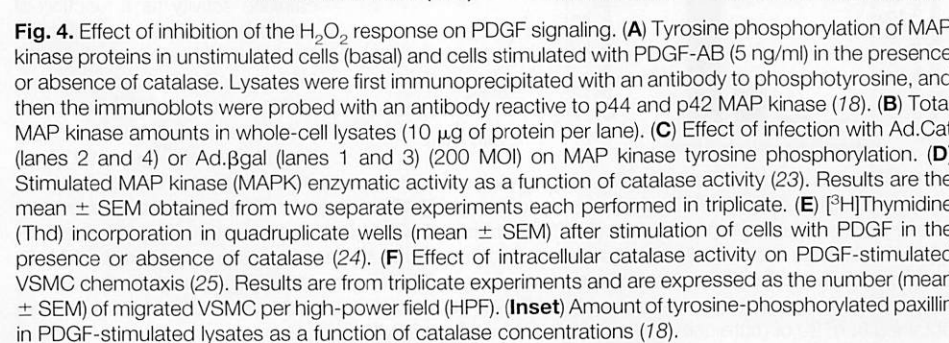 Fig. 4. Effect of inhibition of the H₂O₂ response on PDGF signaling. (A) Tyrosine phosphorylation of MAP
kinase proteins in unstimulated cells (basal) and cells stimulated with PDGF-AB (5 ng/ml) in the presence
or absence of catalase. Lysates were first immunoprecipitated with an antibody to phosphotyrosine, and
then the immunoblots were probed with an antibody reactive to p44 and p42 MAP kinase (18). (B) Tota
MAP kinase amounts in whole-cell lysates (10 μg of protein per lane). (C) Effect of infection with Ad.Cat
(lanes 2 and 4) or Ad.βgal (lanes 1 and 3) (200 MOI) on MAP kinase tyrosine phosphorylation. (D
Stimulated MAP kinase (MAPK) enzymatic activity as a function of catalase activity (23). Results are the
mean ± SEM obtained from two separate experiments each performed in triplicate. (E) [³H]Thymidine
(Thd) incorporation in quadruplicate wells (mean ± SEM) after stimulation of cells with PDGF in the
presence or absence of catalase (24). (F) Effect of intracellular catalase activity on PDGF-stimulated
VSMC chemotaxis (25). Results are from triplicate experiments and are expressed as the number (mean
± SEM) of migrated VSMC per high-power field (HPF). (Inset) Amount of tyrosine-phosphorylated paxillin
in PDGF-stimulated lysates as a function of catalase concentrations (18).